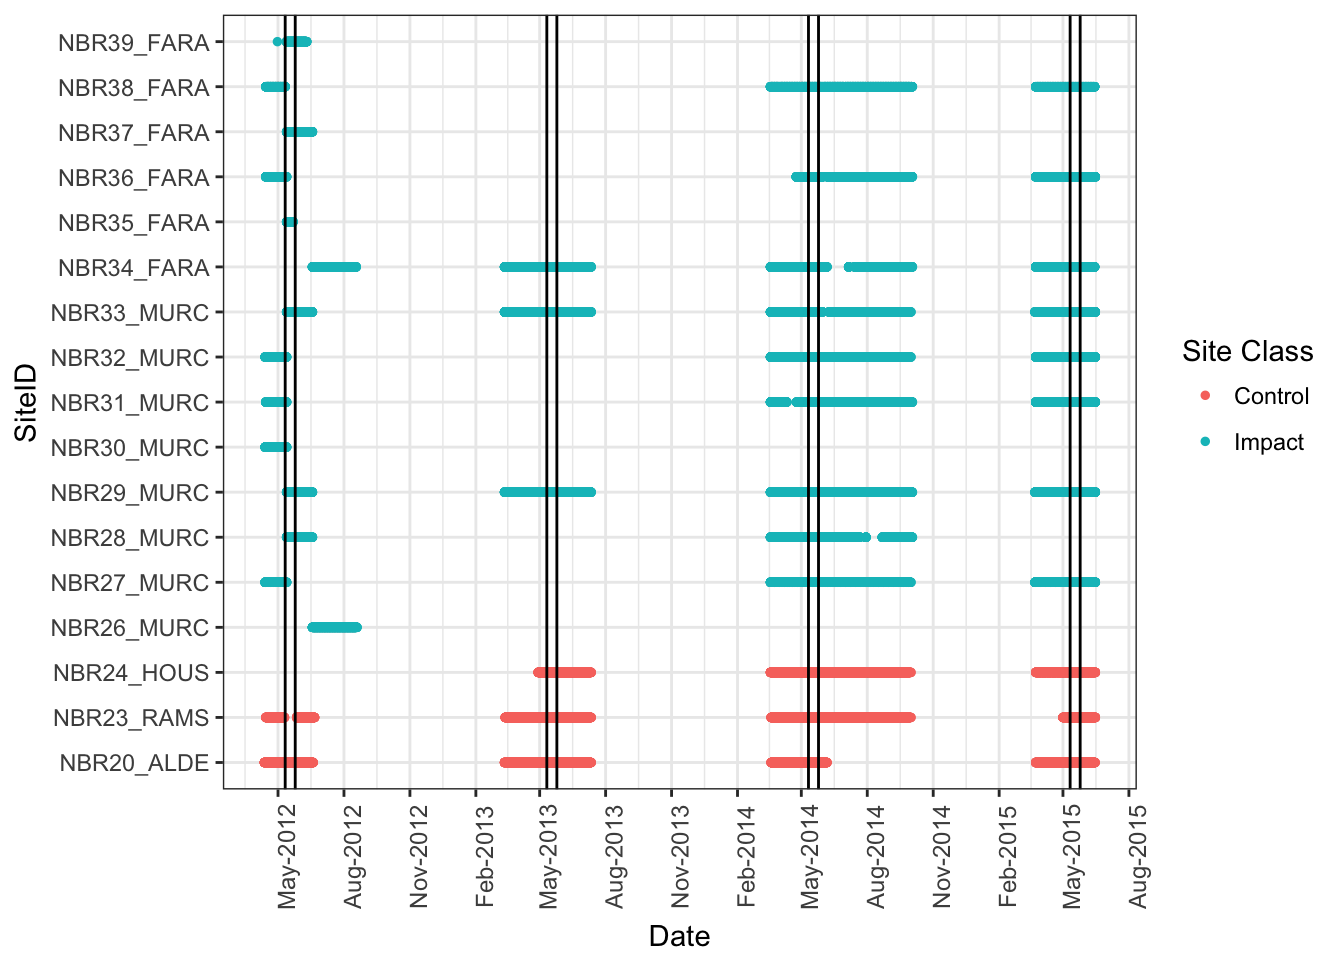 NBR39_FARA
NBR38_FARA
NBR37_FARA
NBR36_FARA
NBR35_FARA
NBR34_FARA
NBR33_MURC
NBR32_MURC
NBR31_MURC
NBR30_MURC
NBR29_MURC
NBR28_MURC
NBR27_MURC
NBR26_MURC
NBR24_HOUS
NBR23_RAMS
NBR20_ALDE
SiteID
May-2012
Aug-2012
Nov-2012
Feb-2013
May-2013
Aug-2013
Nov-2013
Feb-2014
May-2014
Aug-2014
Nov-2014
Feb-2015
May-2015
Aug-2015
Date
Site Class
Control
Impact